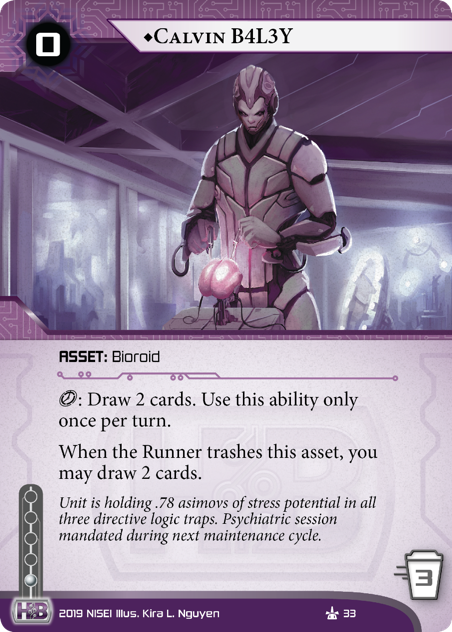 0
◆Calvin B4L3Y
ASSET: Bioroid
: Draw 2 cards. Use this ability only
once per turn.
When the Runner trashes this asset, you
may draw 2 cards.
Unit is holding .78 asimovs of stress potential in all
three directive logic traps. Psychiatric session
mandated during next maintenance cycle.
3
HB
2019 NISEI Illus. Kira L. Nguyen
33